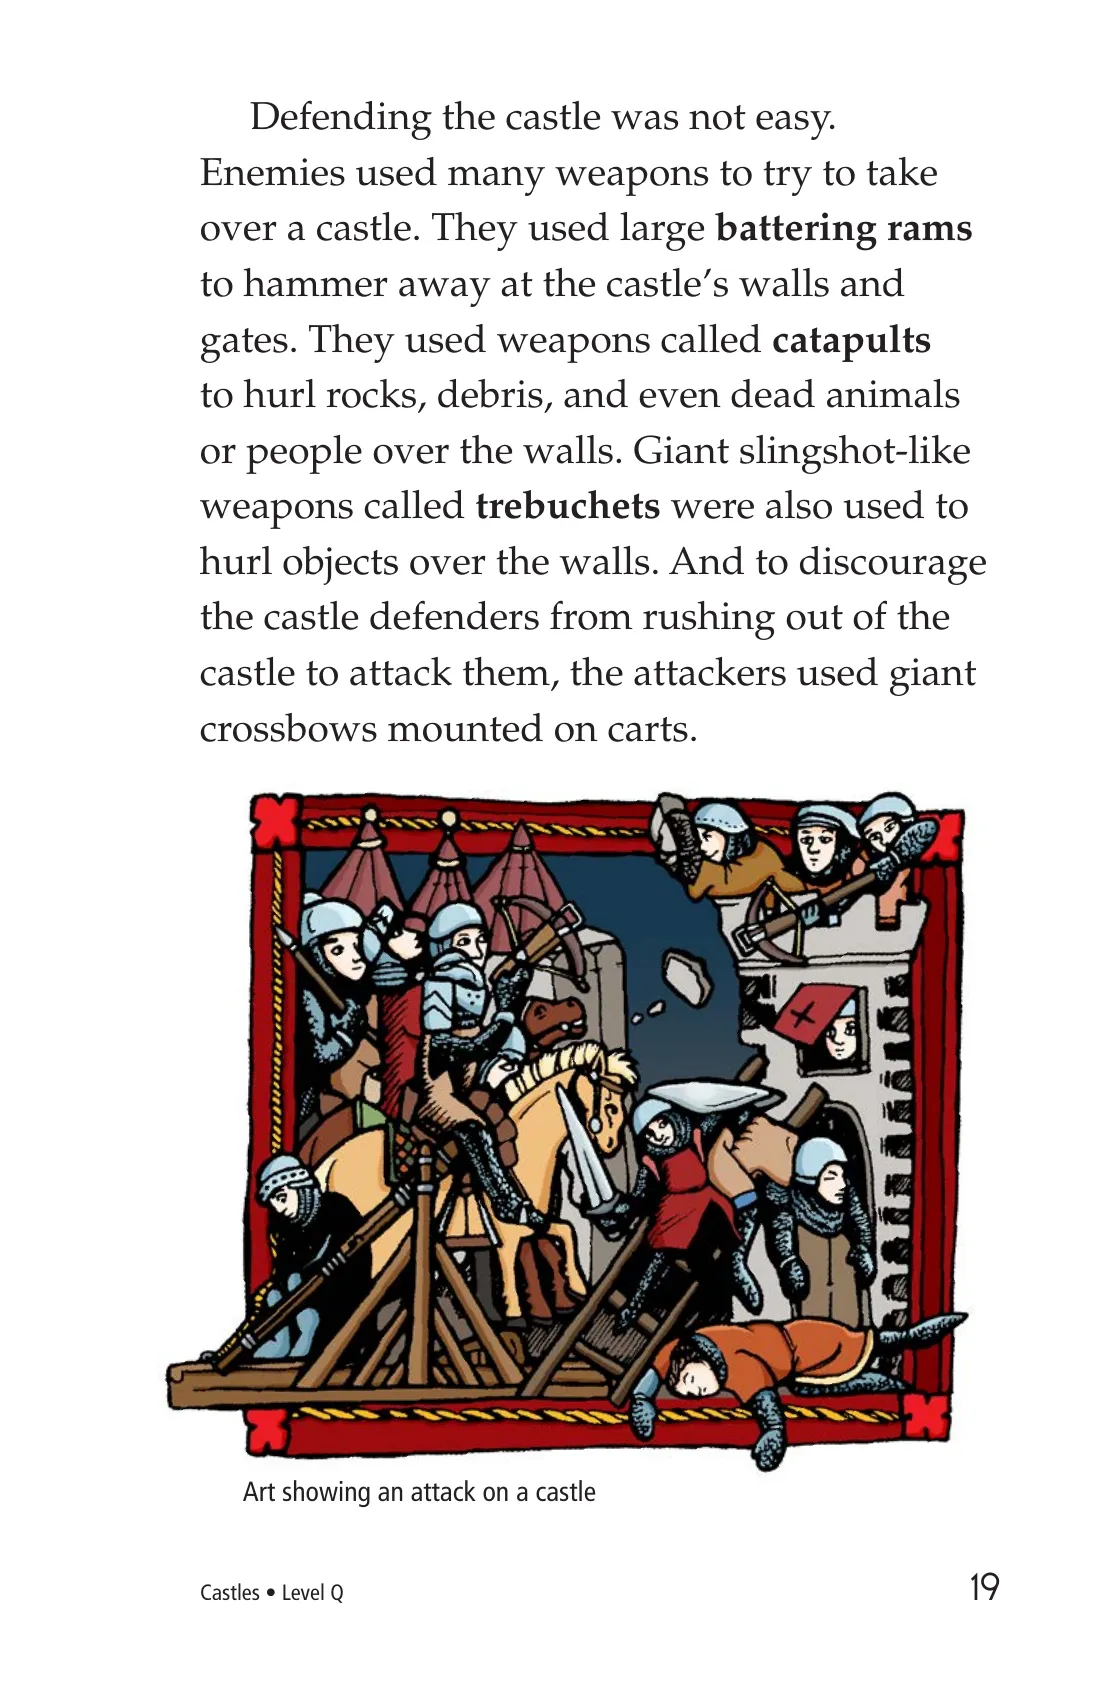 Defending the castle was not easy.
Enemies used many weapons to try to take
over a castle. They used large battering rams
to hammer away at the castle’s walls and
gates. They used weapons called catapults
to hurl rocks, debris, and even dead animals
or people over the walls. Giant slingshot-like
weapons called trebuchets were also used to
hurl objects over the walls. And to discourage
the castle defenders from rushing out of the
castle to attack them, the attackers used giant
crossbows mounted on carts.
Art showing an attack on a castle
Castles • Level Q
19